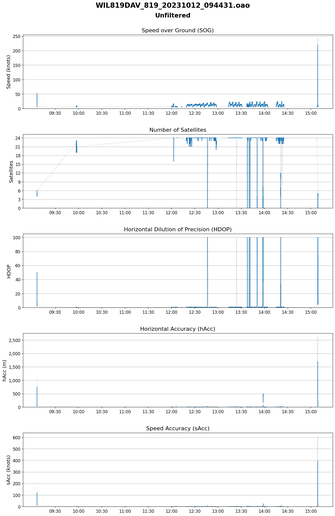 WIL819DAV_819_20231012_094431.oao
Unfiltered
Speed over Ground (SOG)
250
200
150
100
50
0
Speed (knots)
09:30 10:00 10:30 11:00 11:30 12:00 12:30 13:00 13:30 14:00 14:30 15:00
Number of Satellites
24
21
18
15
12
9
6
3
0
Satellites
09:30 10:00 10:30 11:00 11:30 12:00 12:30 13:00 13:30 14:00 14:30 15:00
Horizontal Dilution of Precision (HDOP)
100
80
60
40
20
0
HDOP
09:30 10:00 10:30 11:00 11:30 12:00 12:30 13:00 13:30 14:00 14:30 15:00
Horizontal Accuracy (hAcc)
2,500
2,000
1,500
1,000
500
0
hAcc (m)
09:30 10:00 10:30 11:00 11:30 12:00 12:30 13:00 13:30 14:00 14:30 15:00
Speed Accuracy (sAcc)
600
500
400
300
200
100
0
sAcc (knots)
09:30 10:00 10:30 11:00 11:30 12:00 12:30 13:00 13:30 14:00 14:30 15:00